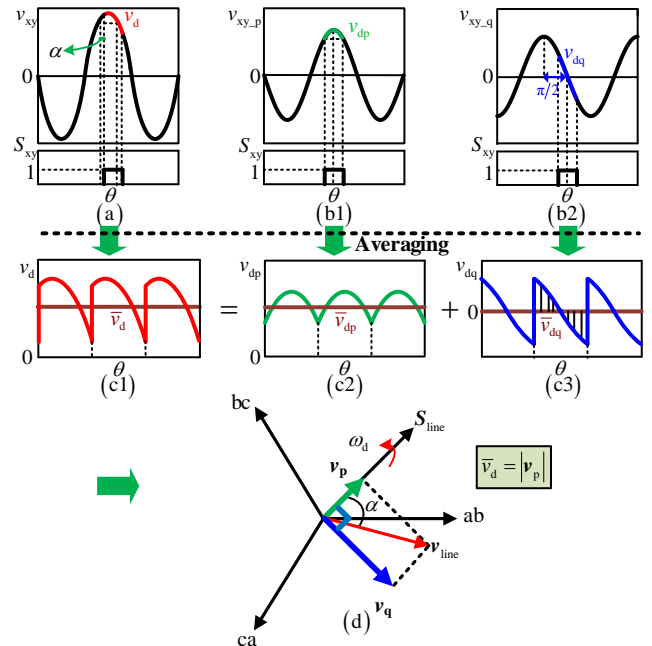 v_xy v_d α 0 S_xy 1 θ (a)
v_xy_p v_dp 0 θ (b1)
v_xy_q v_dq π/2 0 S_xy 1 θ (b2)
Averaging
v_d v̅_d 0 θ (c1)
=
v_dp v̅_dp 0 θ (c2)
+
v_dq 0 v̅_dq θ (c3)
bc
S_line
ω_d
v_p
v̅_d = |v_p|
α
ab
v_line
v_q
(d)
ca